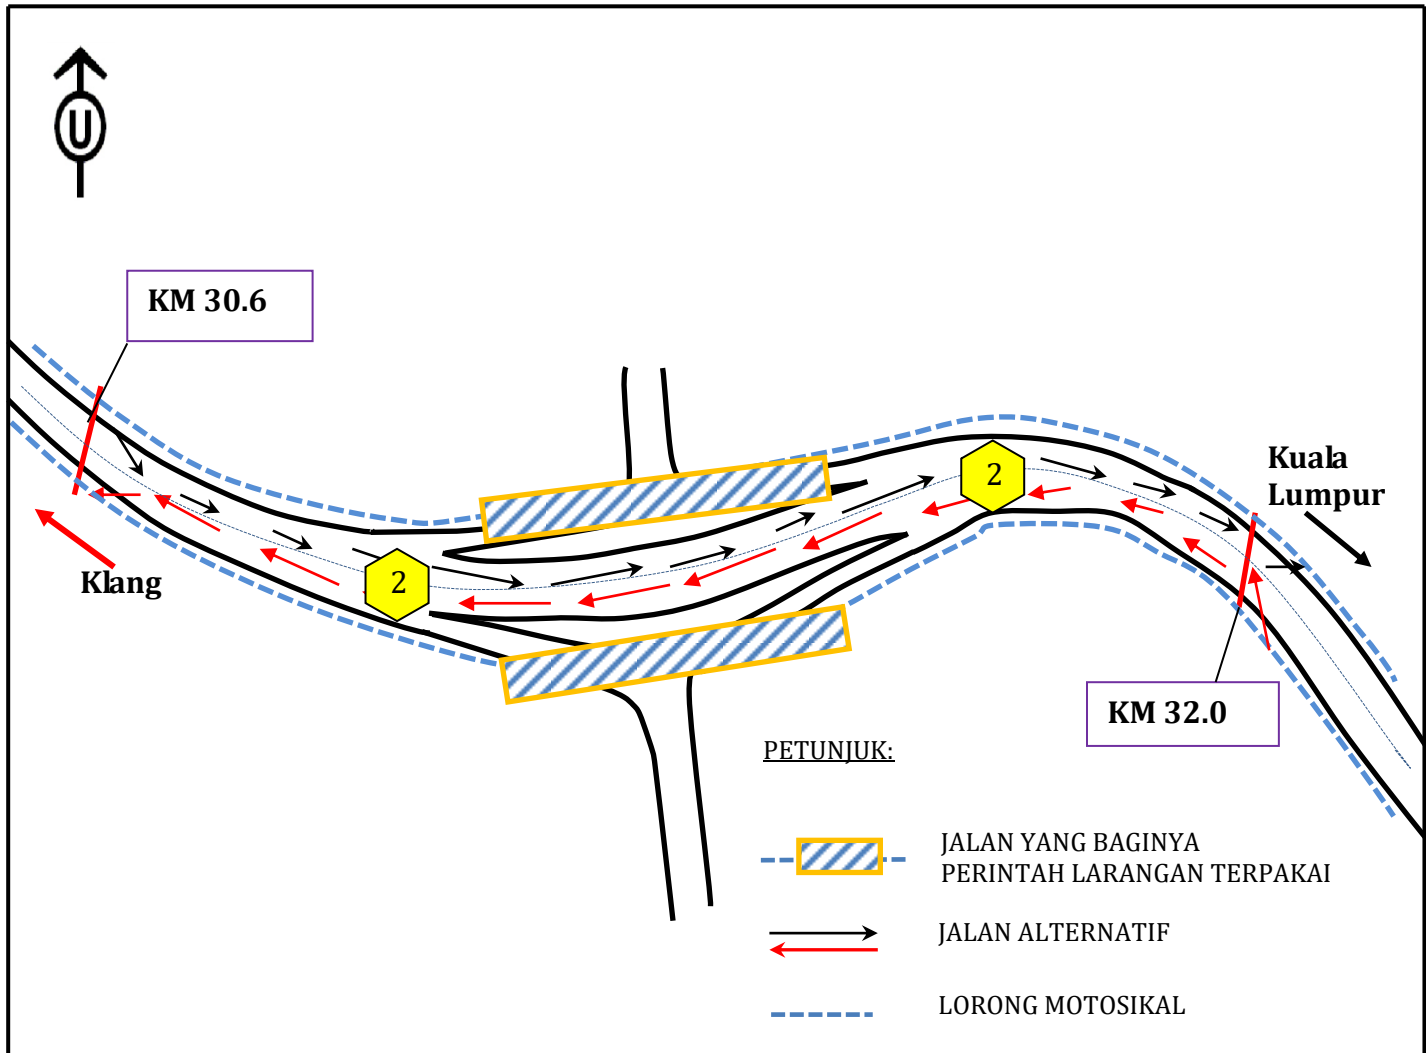 U
KM 30.6
2
Kuala
Lumpur
Klang
2
KM 32.0
PETUNJUK:
JALAN YANG BAGINYA
PERINTAH LARANGAN TERPAKAI
JALAN ALTERNATIF
LORONG MOTOSIKAL